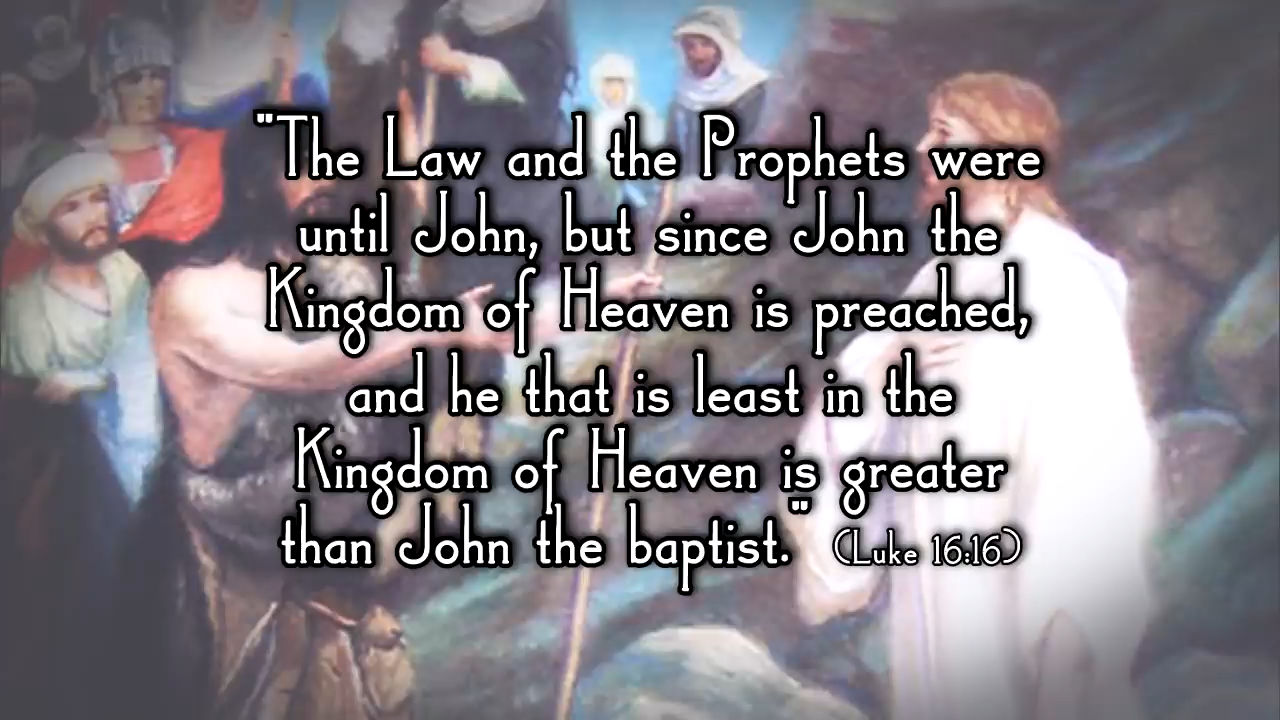 "The Law and the Prophets were
until John, but since John the
Kingdom of Heaven is preached,
and he that is least in the
Kingdom of Heaven is greater
than John the baptist." (Luke 16:16)